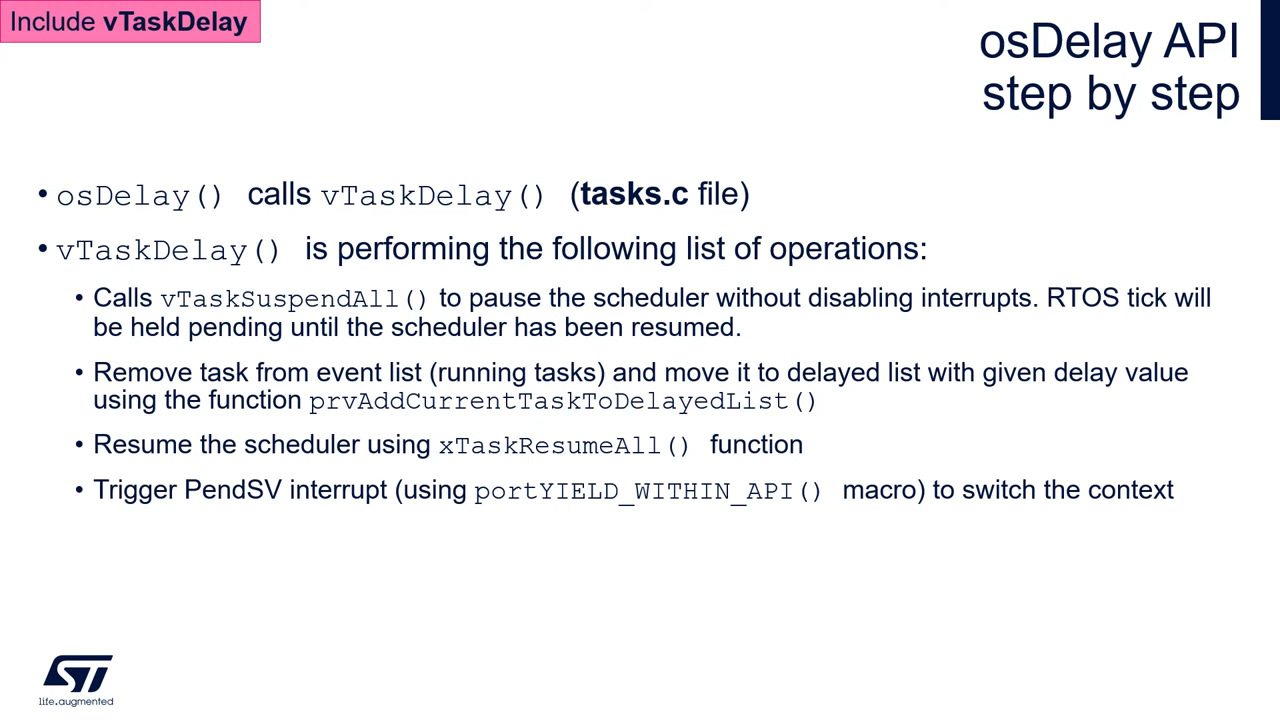 Include vTaskDelay
osDelay API
step by step
• osDelay() calls vTaskDelay() (tasks.c file)
• vTaskDelay() is performing the following list of operations:
• Calls vTaskSuspendAll() to pause the scheduler without disabling interrupts. RTOS tick will
be held pending until the scheduler has been resumed.
• Remove task from event list (running tasks) and move it to delayed list with given delay value
using the function prvAddCurrentTaskToDelayedList()
• Resume the scheduler using xTaskResumeAll() function
• Trigger PendSV interrupt (using portYIELD_WITHIN_API() macro) to switch the context
ST
life.augmented